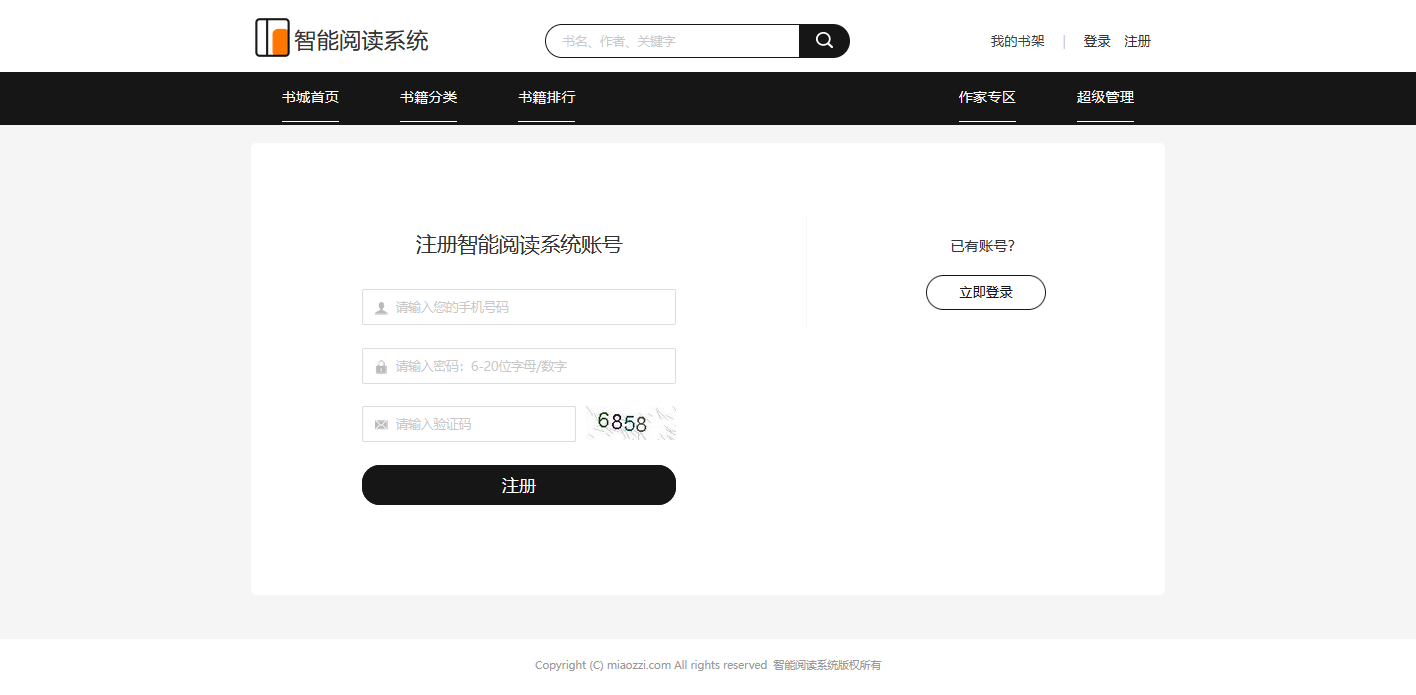 智能阅读系统
书名、作者、关键字
我的书架 | 登录 注册
书城首页 书籍分类 书籍排行 作家专区 超级管理
注册智能阅读系统账号
已有账号？
请输入您的手机号码
立即登录
请输入密码：6-20位字母/数字
请输入验证码
6858
注册
Copyright (C) miaozzi.com All rights reserved 智能阅读系统版权所有